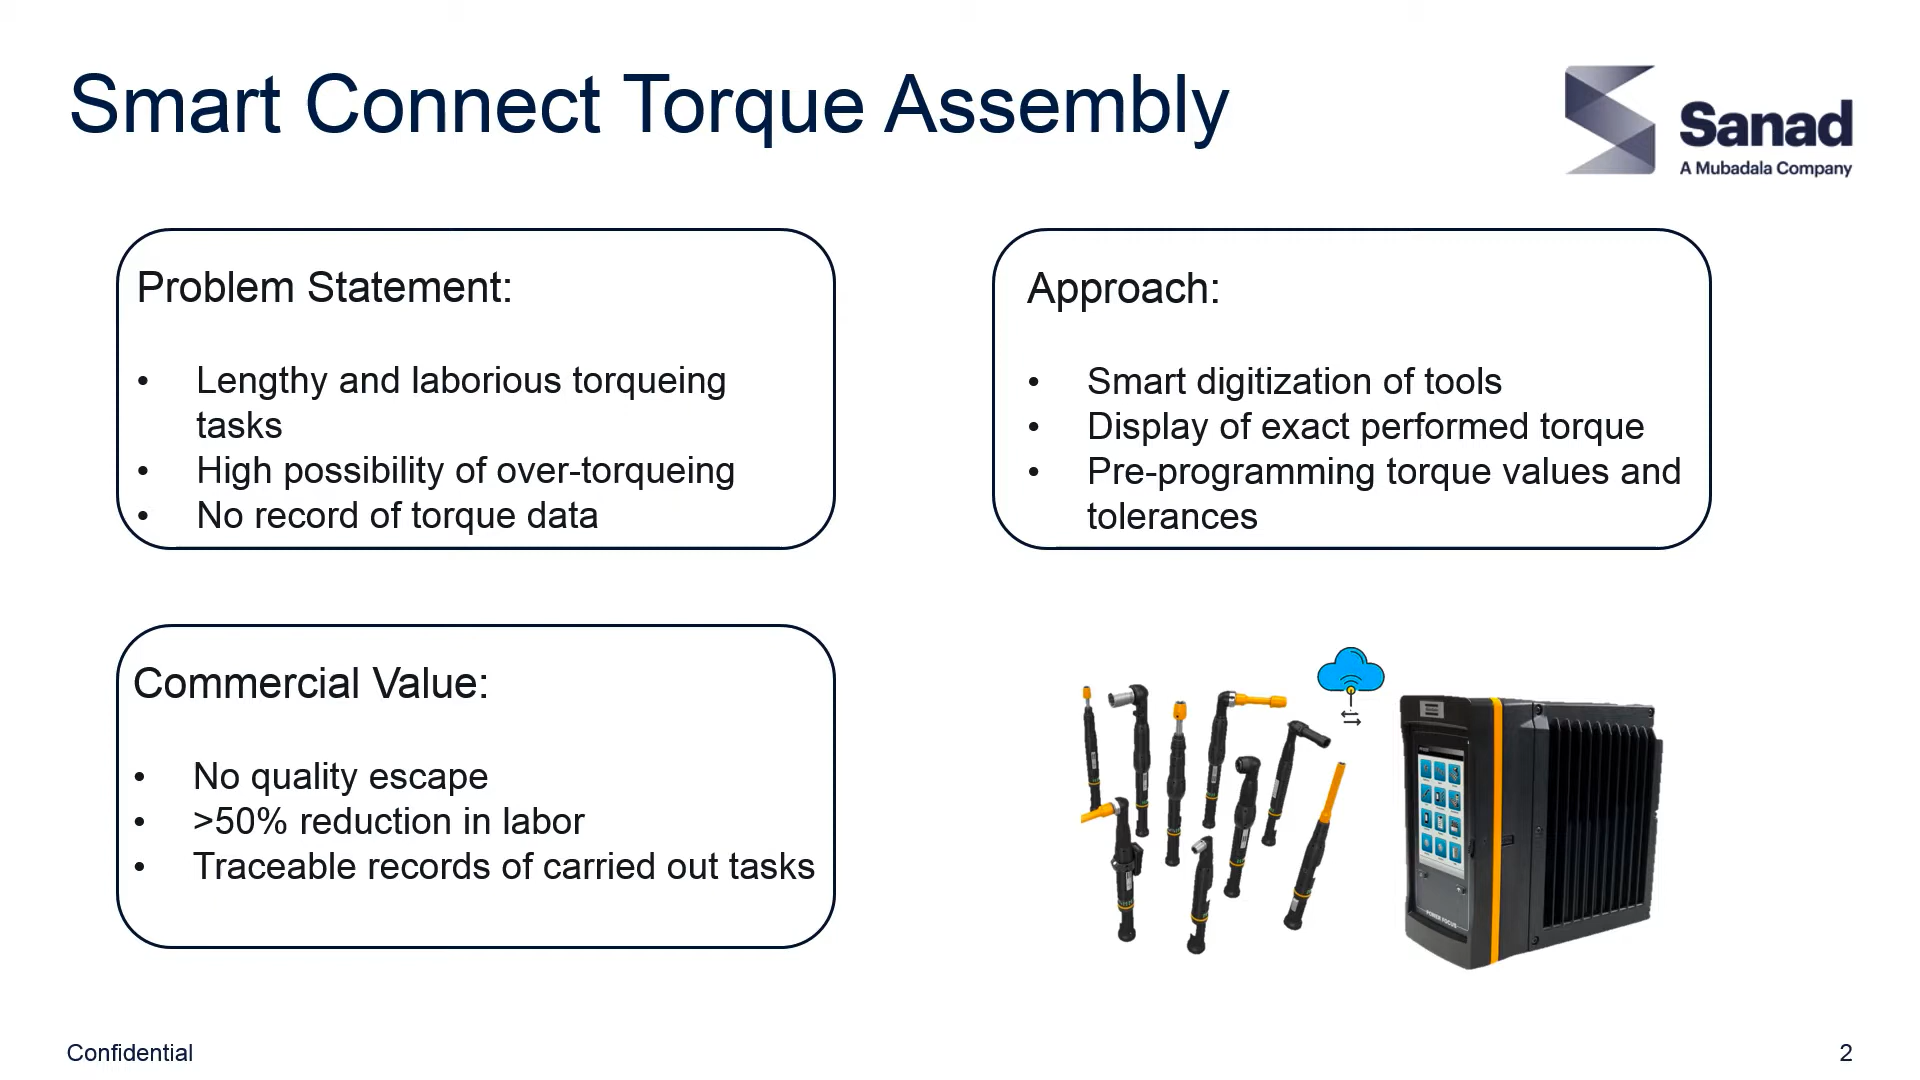 Smart Connect Torque Assembly
Sanad
A Mubadala Company
Problem Statement:
• Lengthy and laborious torqueing
tasks
• High possibility of over-torqueing
• No record of torque data
Approach:
• Smart digitization of tools
• Display of exact performed torque
• Pre-programming torque values and
tolerances
Commercial Value:
• No quality escape
• >50% reduction in labor
• Traceable records of carried out tasks
POWER FOCUS
Confidential
2